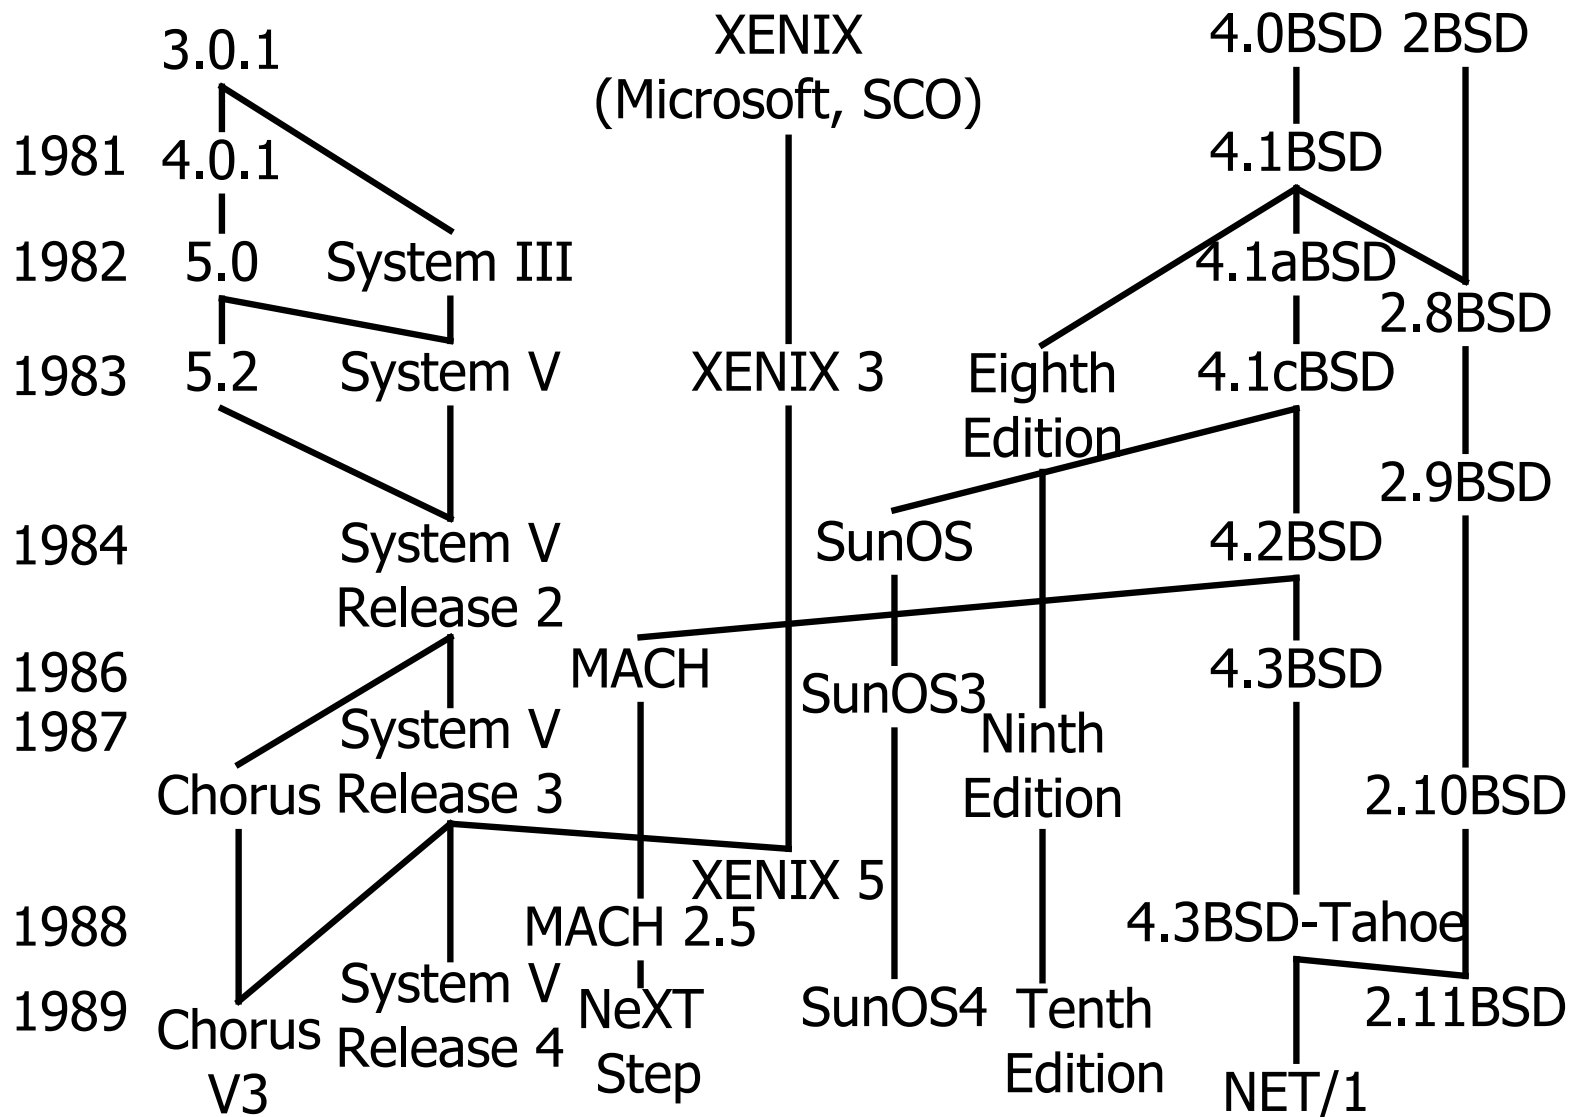 3.0.1
XENIX
(Microsoft, SCO)
4.0BSD
2BSD
1981
4.0.1
4.1BSD
1982
5.0
System III
4.1aBSD
2.8BSD
1983
5.2
System V
XENIX 3
Eighth
Edition
4.1cBSD
2.9BSD
1984
System V
Release 2
SunOS
4.2BSD
1986
MACH
SunOS3
4.3BSD
1987
System V
Release 3
Ninth
Edition
Chorus
2.10BSD
XENIX 5
1988
MACH 2.5
4.3BSD-Tahoe
1989
Chorus
V3
System V
Release 4
NeXT
Step
SunOS4
Tenth
Edition
2.11BSD
NET/1